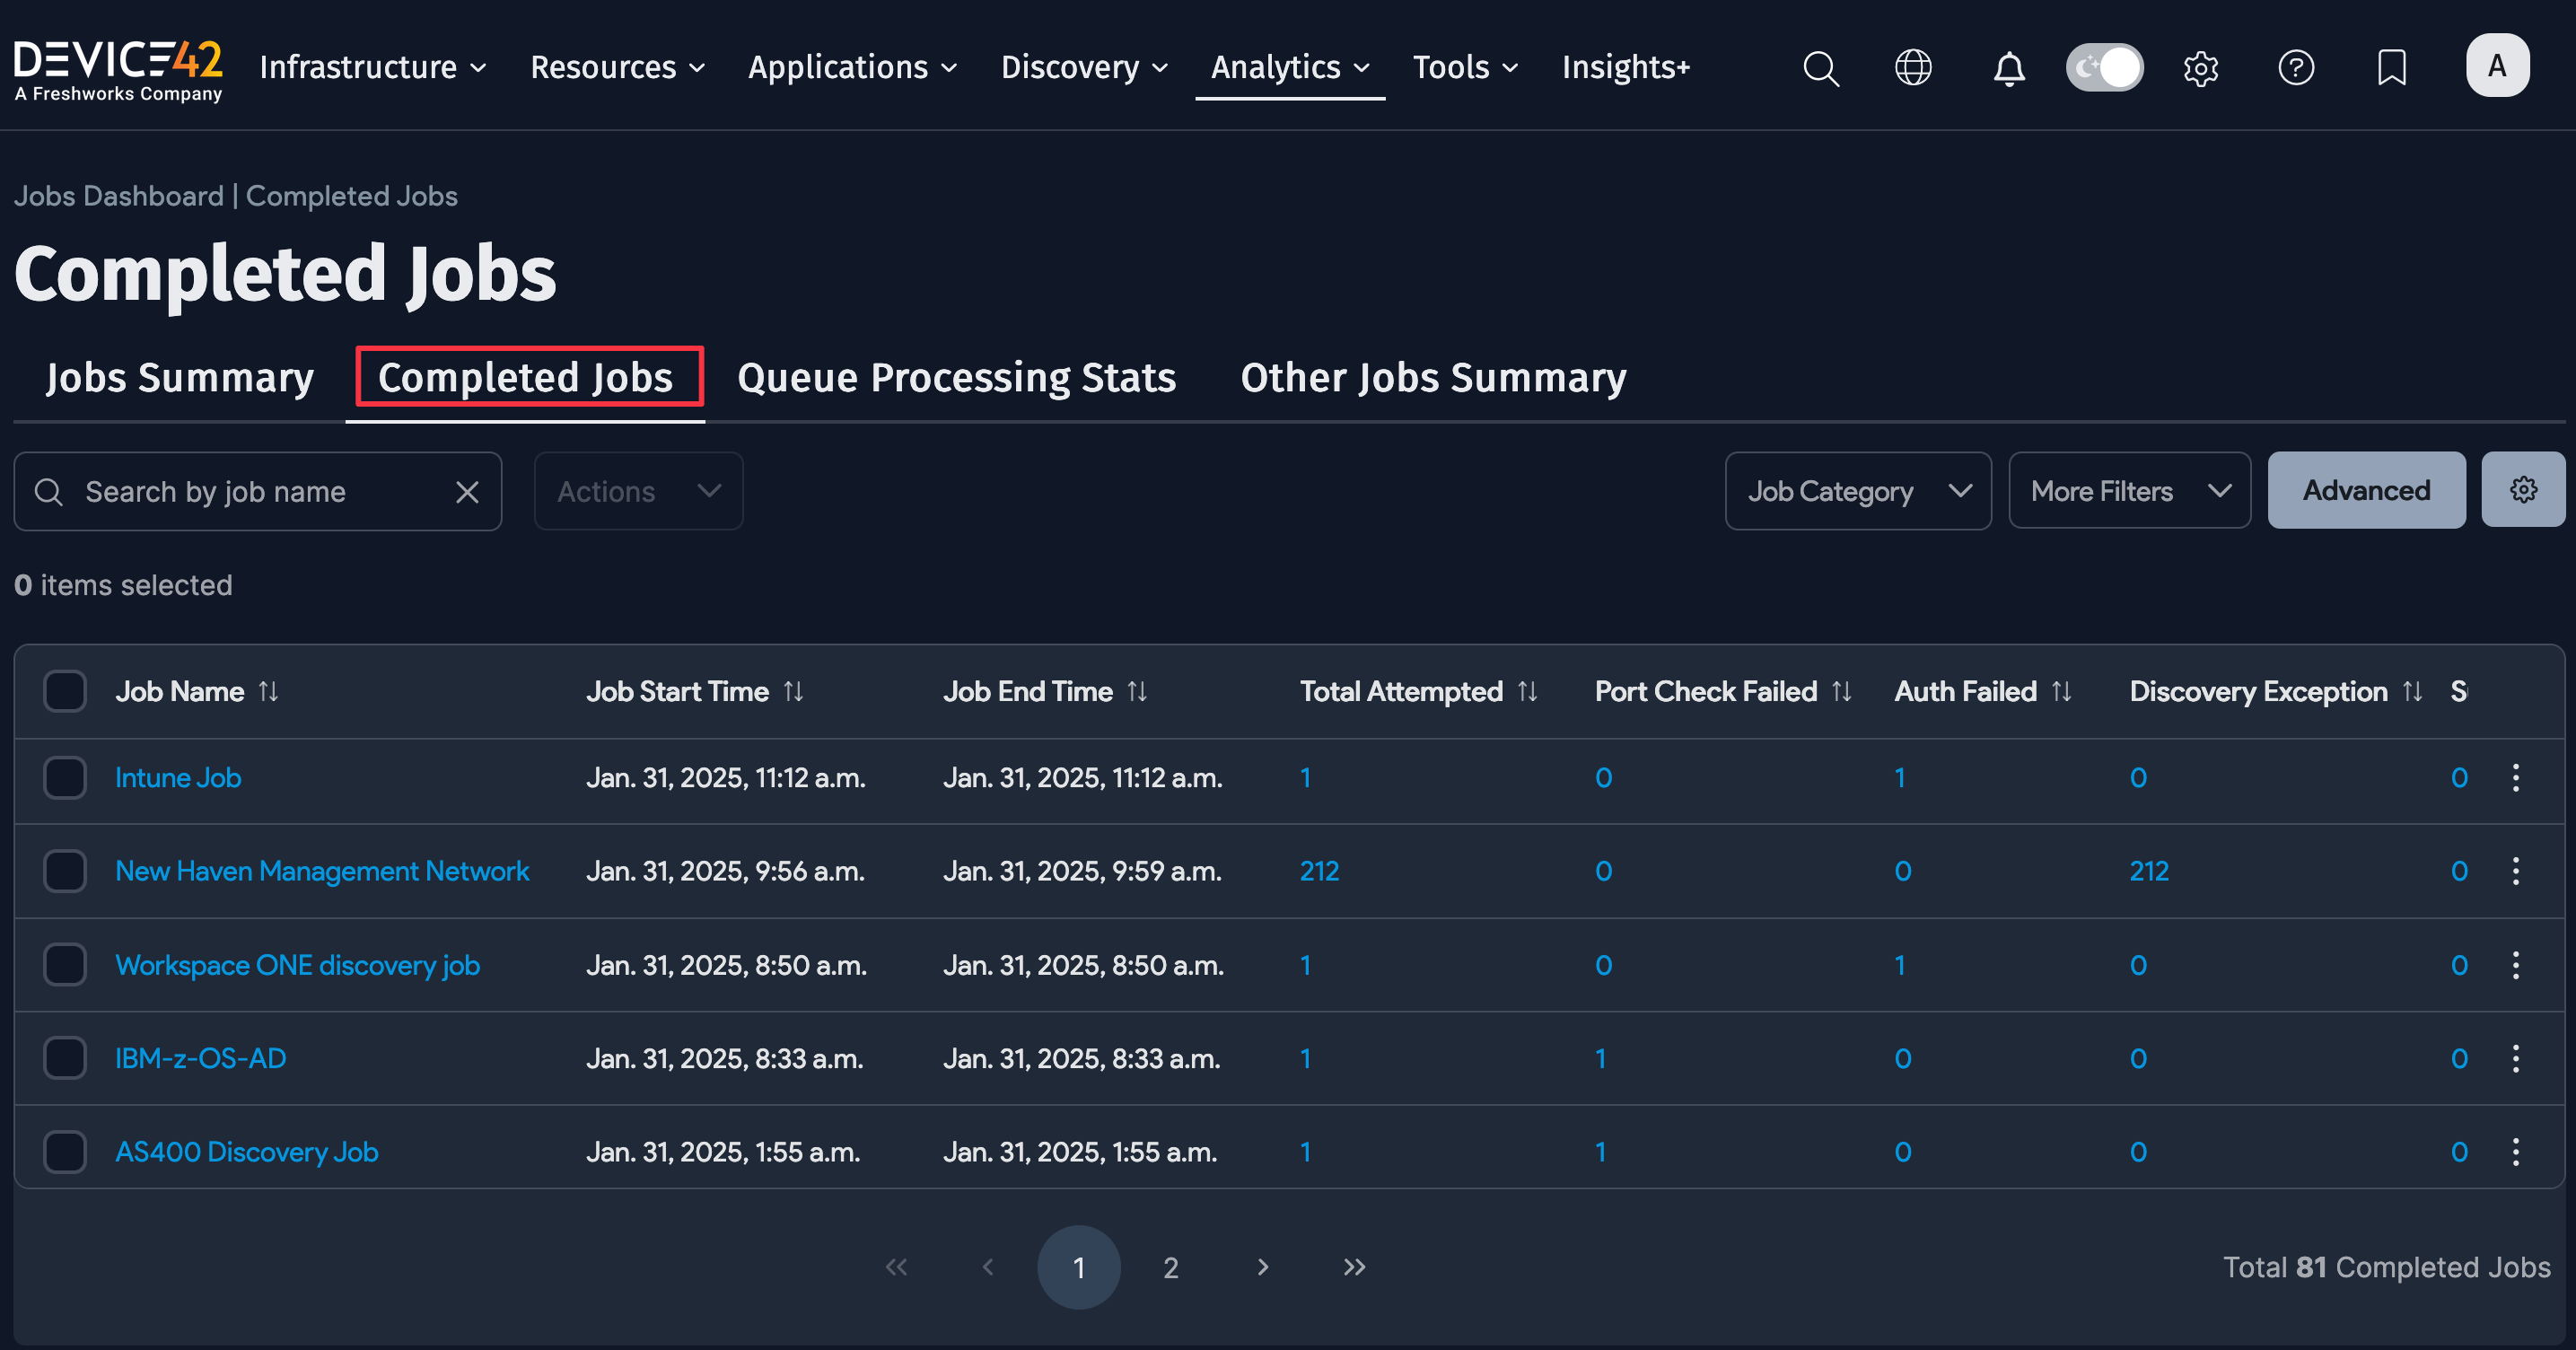 DEVICE42
A Freshworks Company
Infrastructure Resources Applications Discovery Analytics Tools Insights+ A
Jobs Dashboard | Completed Jobs
Completed Jobs
Jobs Summary Completed Jobs Queue Processing Stats Other Jobs Summary
Search by job name Actions Job Category More Filters Advanced
0 items selected
Job Name Job Start Time Job End Time Total Attempted Port Check Failed Auth Failed Discovery Exception S
Intune Job Jan. 31, 2025, 11:12 a.m. Jan. 31, 2025, 11:12 a.m. 1 0 1 0 0
New Haven Management Network Jan. 31, 2025, 9:56 a.m. Jan. 31, 2025, 9:59 a.m. 212 0 0 212 0
Workspace ONE discovery job Jan. 31, 2025, 8:50 a.m. Jan. 31, 2025, 8:50 a.m. 1 0 1 0 0
IBM-z-OS-AD Jan. 31, 2025, 8:33 a.m. Jan. 31, 2025, 8:33 a.m. 1 1 0 0 0
AS400 Discovery Job Jan. 31, 2025, 1:55 a.m. Jan. 31, 2025, 1:55 a.m. 1 1 0 0 0
« ‹ 1 2 › » Total 81 Completed Jobs